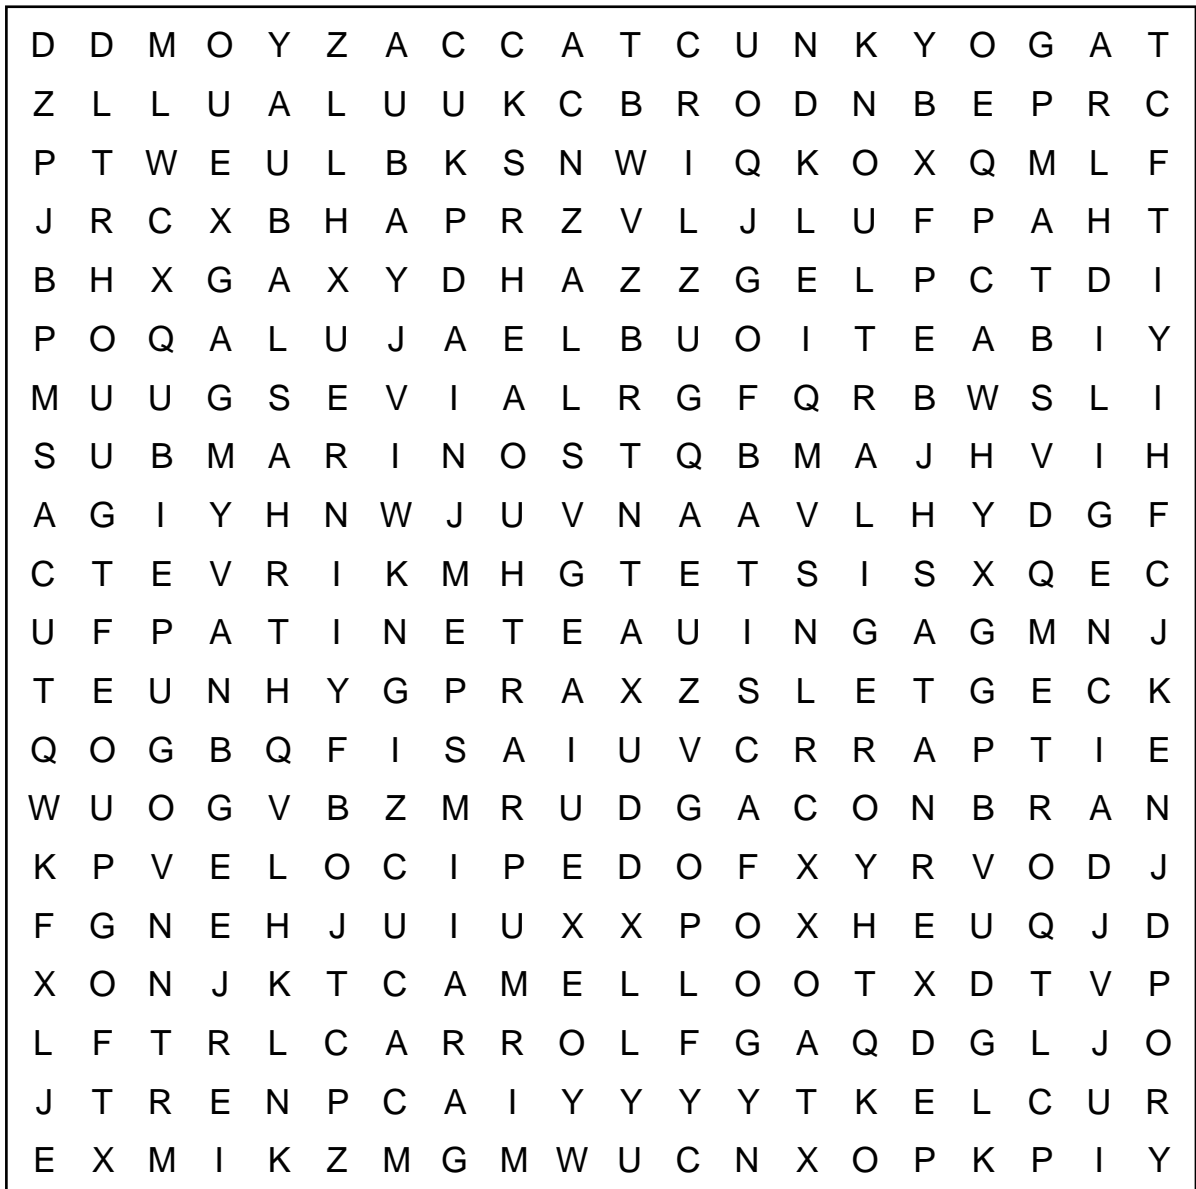 D D M O Y Z A C C A T C U N K Y O G A T
Z L L U A L U U K C B R O D N B E P R C
P T W E U L B K S N W I Q K O X Q M L F
J R C X B H A P R Z V L J L U F P A H T
B H X G A X Y D H A Z Z G E L P C T D I
P O Q A L U J A E L B U O I T E A B I Y
M U U G S E V I A L R G F Q R B W S L I
S U B M A R I N O S T Q B M A J H V I H
A G I Y H N W J U V N A A V L H Y D G F
C T E V R I K M H G T E T S I S X Q E C
U F P A T I N E T E A U I N G A G M N J
T E U N H Y G P R A X Z S L E T G E C K
Q O G B Q F I S A I U V C R R A P T I E
W U O G V B Z M R U D G A C O N B R A N
K P V E L O C I P E D O F X Y R V O D J
F G N E H J U I U X X P O X H E U Q J D
X O N J K T C A M E L L O O T X D T V P
L F T R L C A R R O L F G A Q D G L J O
J T R E N P C A I Y Y Y Y T K E L C U R
E X M I K Z M G M W U C N X O P K P I Y